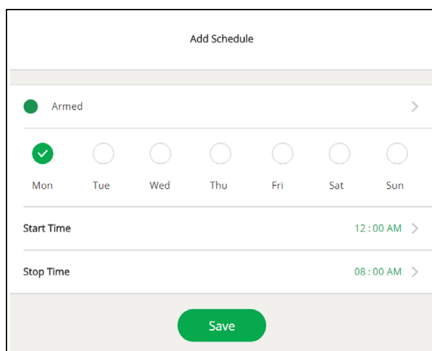 Add Schedule
Armed
Mon Tue Wed Thu Fri Sat Sun
Start Time 12 : 00 AM
Stop Time 08 : 00 AM
Save